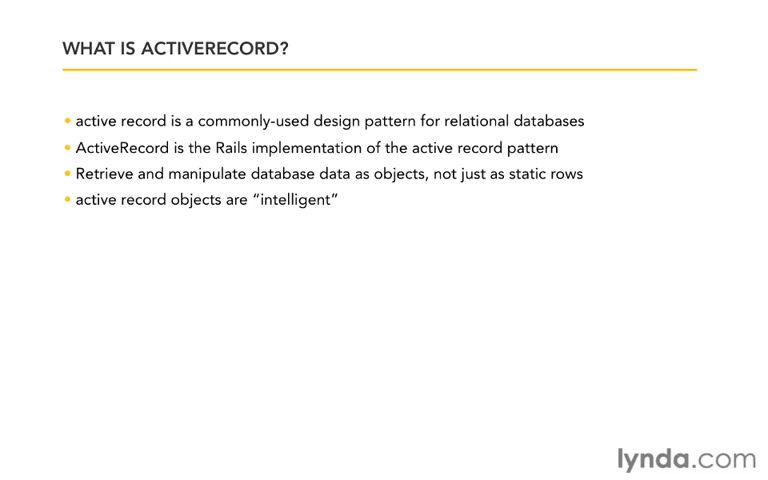 WHAT IS ACTIVERECORD?
• active record is a commonly-used design pattern for relational databases
• ActiveRecord is the Rails implementation of the active record pattern
• Retrieve and manipulate database data as objects, not just as static rows
• active record objects are “intelligent”
lynda.com